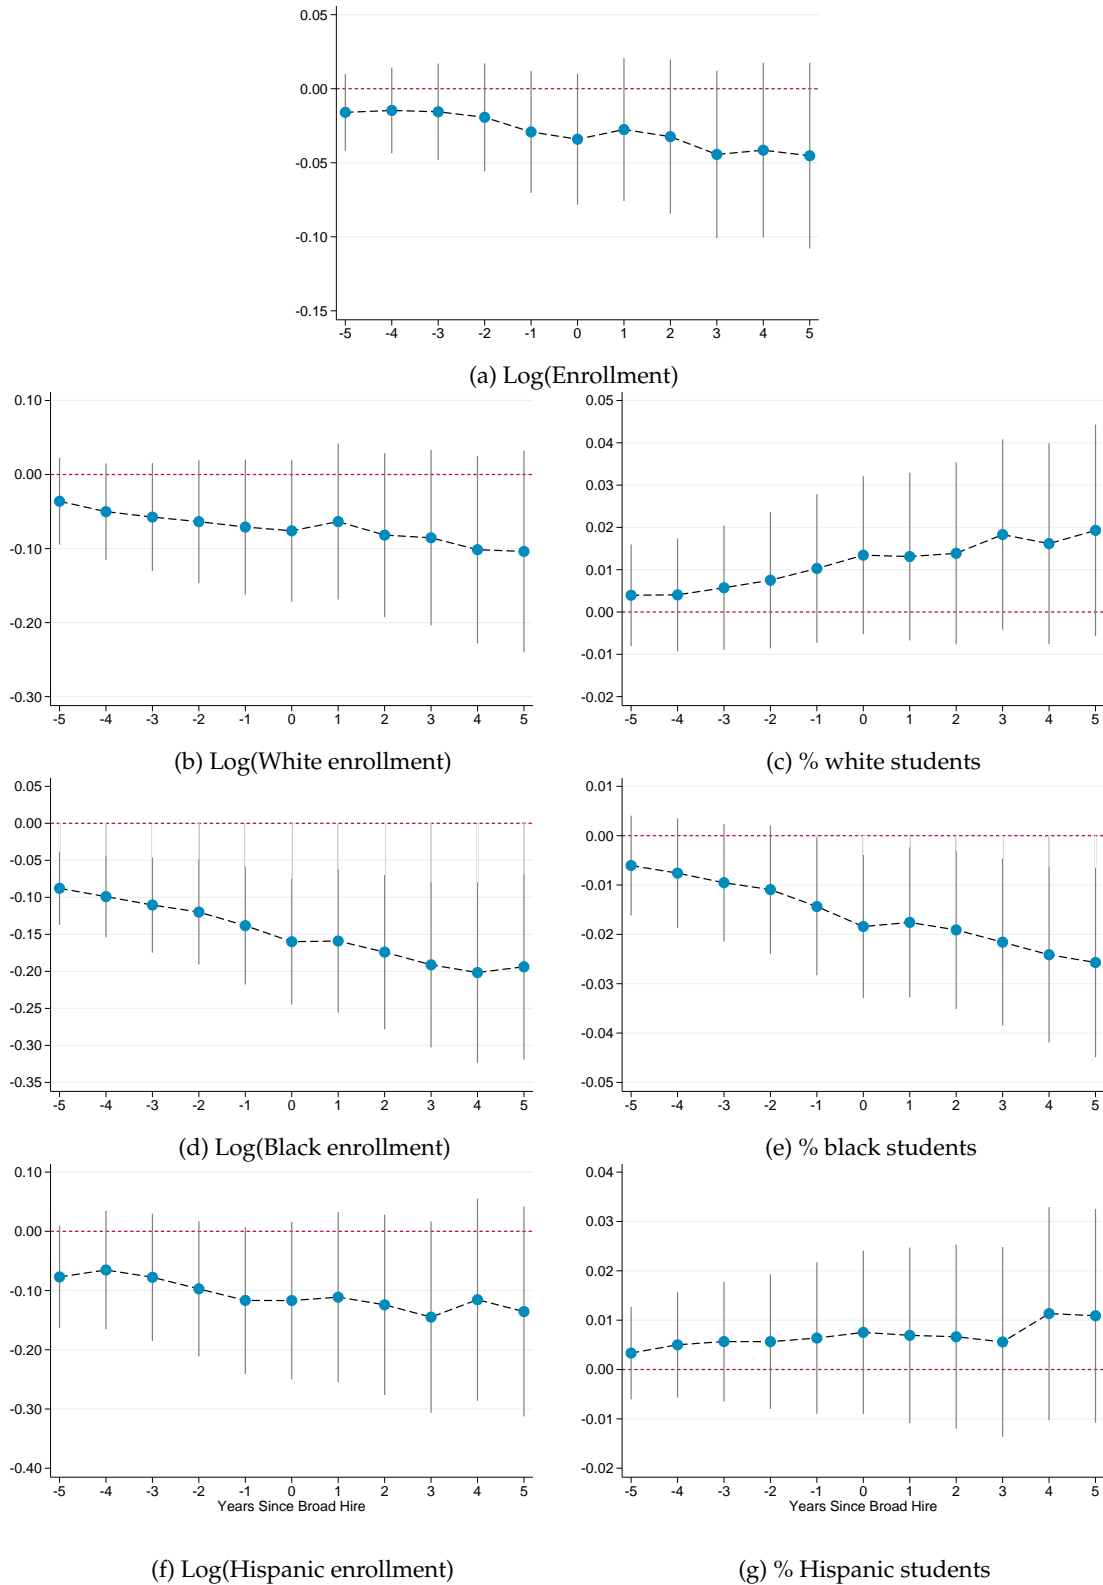 0.05
0.00
-0.05
-0.10
-0.15
-5 -4 -3 -2 -1 0 1 2 3 4 5
(a) Log(Enrollment)
0.10
0.00
-0.10
-0.20
-0.30
-5 -4 -3 -2 -1 0 1 2 3 4 5
(b) Log(White enrollment)
0.05
0.04
0.03
0.02
0.01
0.00
-0.01
-0.02
-5 -4 -3 -2 -1 0 1 2 3 4 5
(c) % white students
0.05
0.00
-0.05
-0.10
-0.15
-0.20
-0.25
-0.30
-0.35
-5 -4 -3 -2 -1 0 1 2 3 4 5
(d) Log(Black enrollment)
0.01
0.00
-0.01
-0.02
-0.03
-0.04
-0.05
-5 -4 -3 -2 -1 0 1 2 3 4 5
(e) % black students
0.10
0.00
-0.10
-0.20
-0.30
-0.40
-5 -4 -3 -2 -1 0 1 2 3 4 5
Years Since Broad Hire
(f) Log(Hispanic enrollment)
0.04
0.03
0.02
0.01
0.00
-0.01
-0.02
-5 -4 -3 -2 -1 0 1 2 3 4 5
Years Since Broad Hire
(g) % Hispanic students